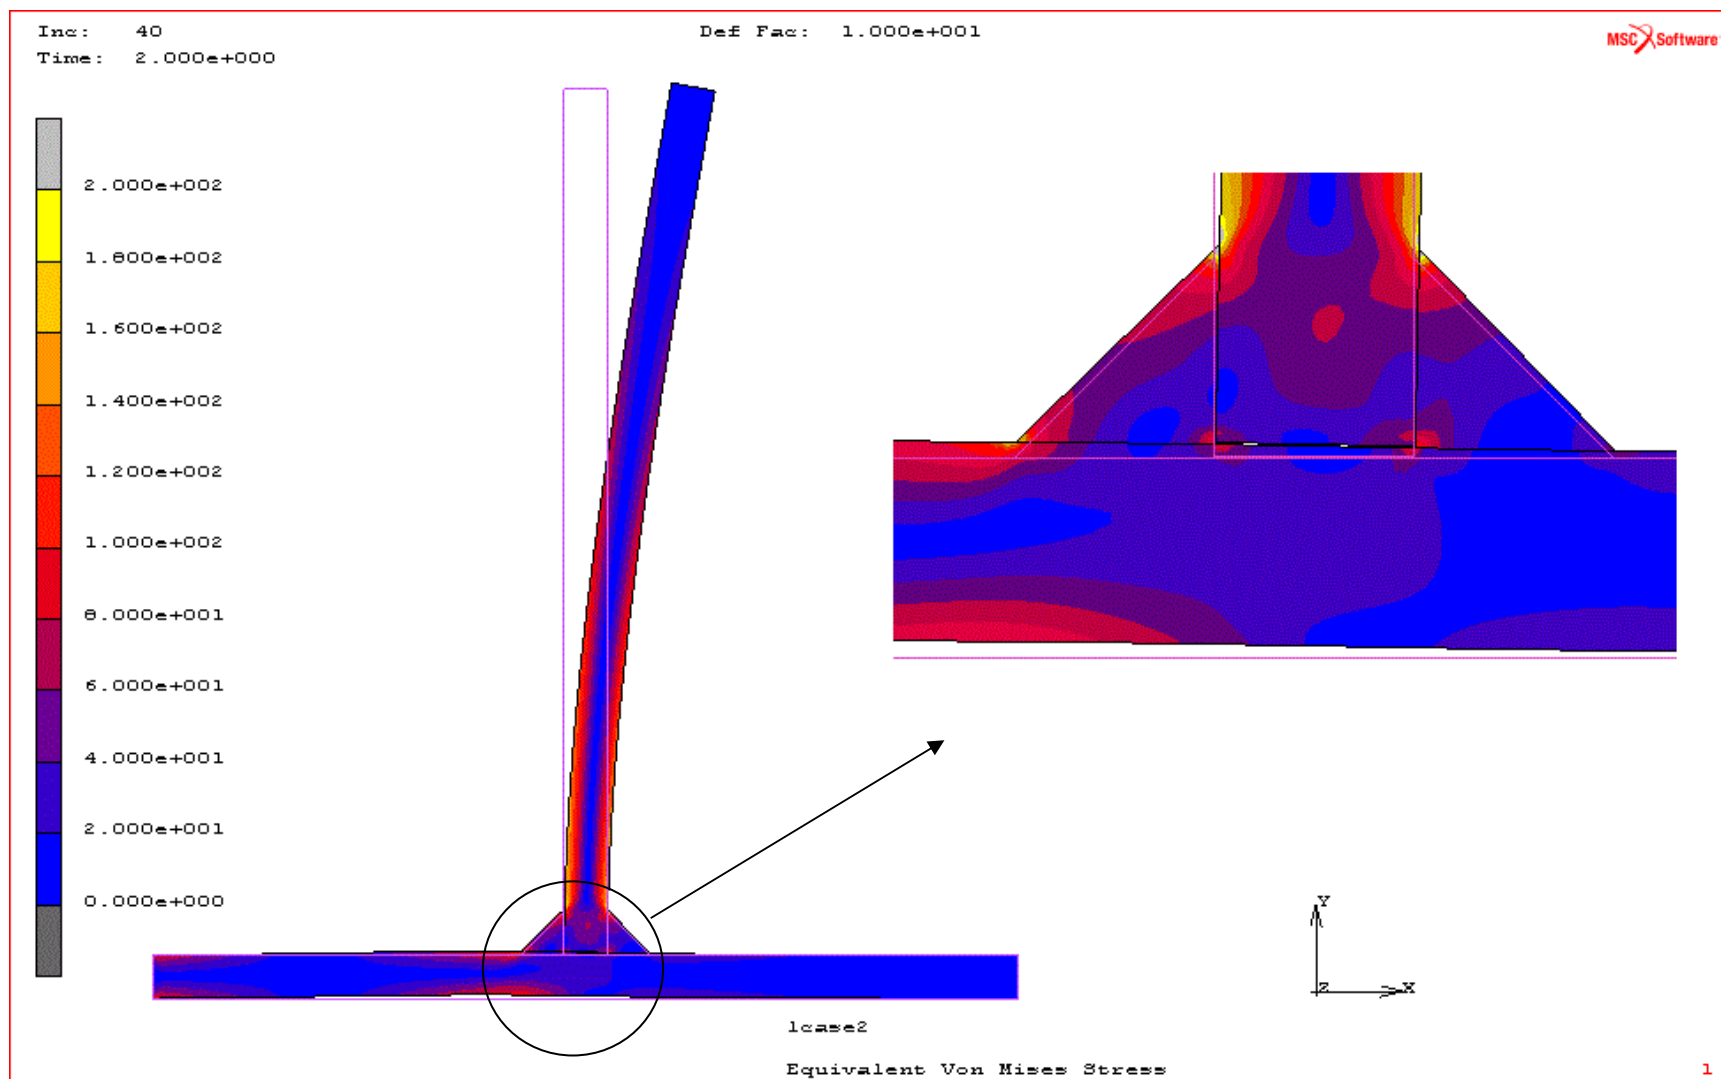 Inc: 40
Time: 2.000e+000
Def Fac: 1.000e+001
MSC Software
2.000e+002
1.800e+002
1.600e+002
1.400e+002
1.200e+002
1.000e+002
8.000e+001
6.000e+001
4.000e+001
2.000e+001
0.000e+000
Y
Z X
lcase2
Equivalent Von Mises Stress
1